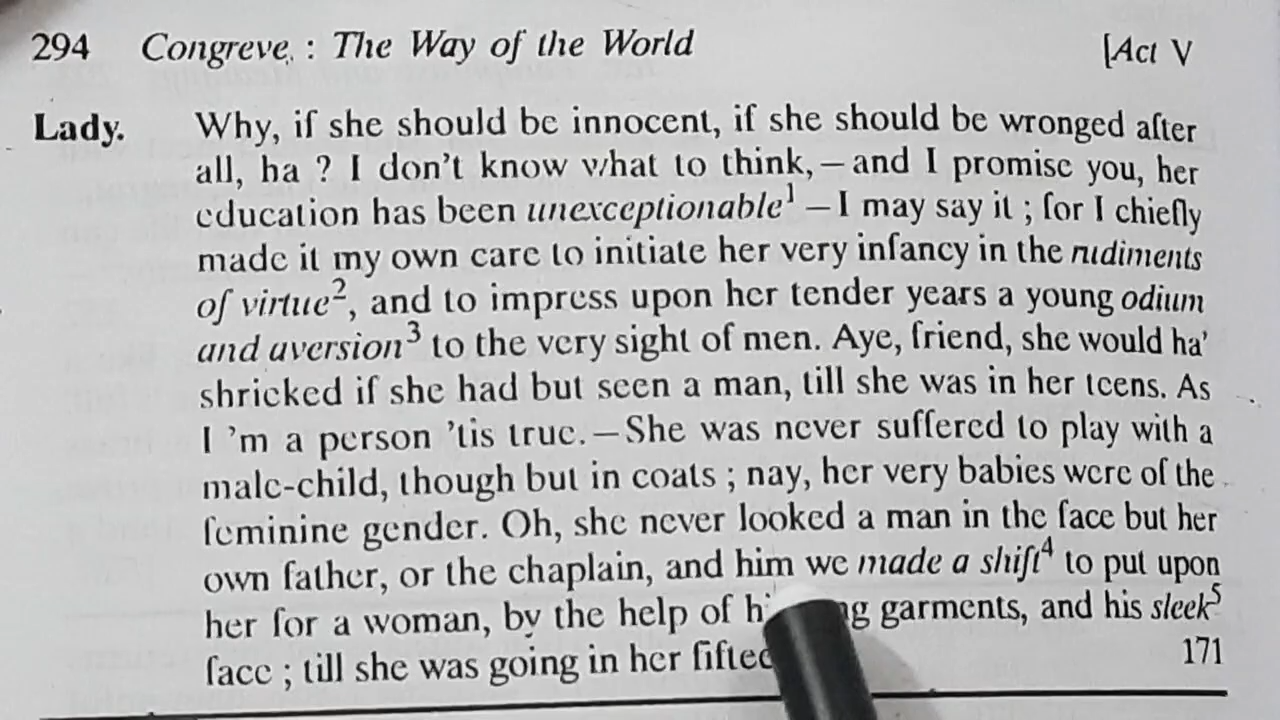 294 Congreve : The Way of the World [Act V
Lady. Why, if she should be innocent, if she should be wronged after
all, ha ? I don't know what to think, – and I promise you, her
education has been unexceptionable¹ – I may say it ; for I chiefly
made it my own care to initiate her very infancy in the rudiments
of virtue², and to impress upon her tender years a young odium
and aversion³ to the very sight of men. Aye, friend, she would ha'
shrieked if she had but seen a man, till she was in her teens. As
I 'm a person 'tis true. – She was never suffered to play with a
male-child, though but in coats ; nay, her very babies were of the
feminine gender. Oh, she never looked a man in the face but her
own father, or the chaplain, and him we made a shift⁴ to put upon
her for a woman, by the help of garments, and his sleek⁵
face ; till she was going in her
171